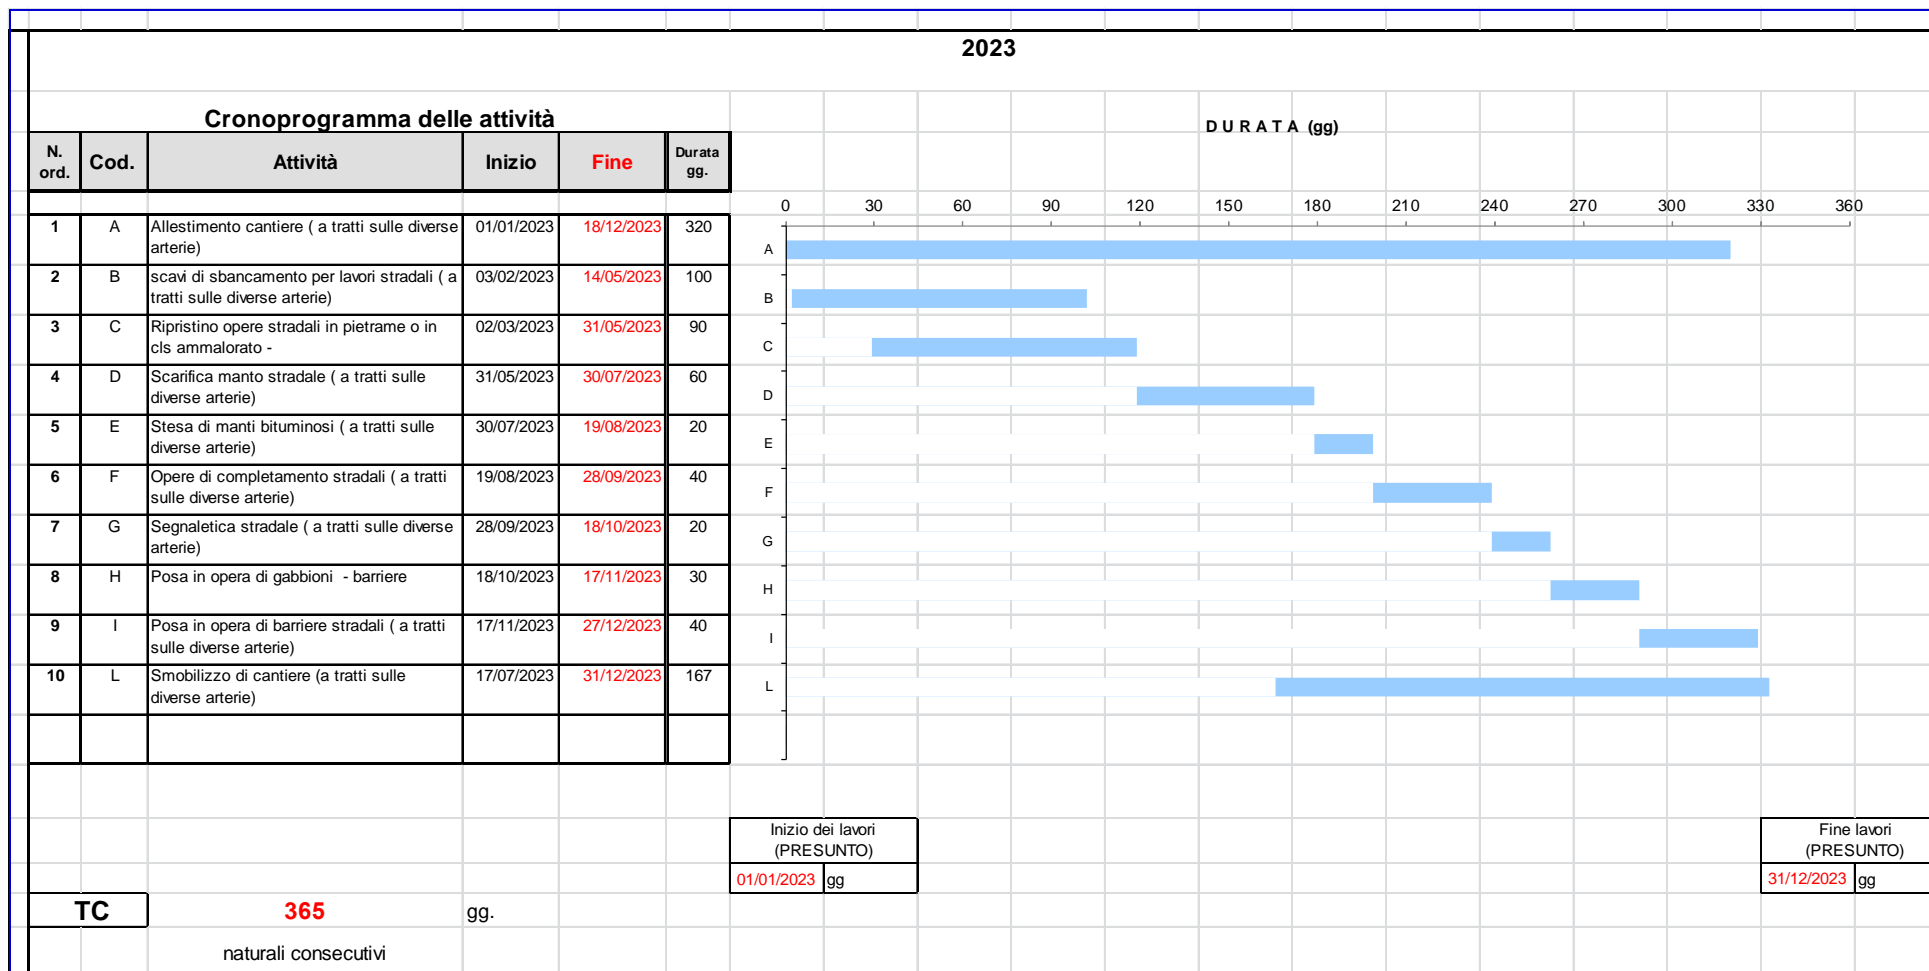 2023
Cronoprogramma delle attività
DURATA (gg)
N. ord. Cod. Attività Inizio Fine Durata gg.
0 30 60 90 120 150 180 210 240 270 300 330 360
1 A Allestimento cantiere ( a tratti sulle diverse 01/01/2023 18/12/2023 320
arterie)
A
2 B scavi di sbancamento per lavori stradali ( a 03/02/2023 14/05/2023 100
tratti sulle diverse arterie)
B
3 C Ripristino opere stradali in pietrame o in 02/03/2023 31/05/2023 90
cls ammalorato -
C
4 D Scarifica manto stradale ( a tratti sulle 31/05/2023 30/07/2023 60
diverse arterie)
D
5 E Stesa di manti bituminosi ( a tratti sulle 30/07/2023 19/08/2023 20
diverse arterie)
E
6 F Opere di completamento stradali ( a tratti 19/08/2023 28/09/2023 40
sulle diverse arterie)
F
7 G Segnaletica stradale ( a tratti sulle diverse 28/09/2023 18/10/2023 20
arterie)
G
8 H Posa in opera di gabbioni - barriere 18/10/2023 17/11/2023 30
H
9 I Posa in opera di barriere stradali ( a tratti 17/11/2023 27/12/2023 40
sulle diverse arterie)
I
10 L Smobilizzo di cantiere (a tratti sulle 17/07/2023 31/12/2023 167
diverse arterie)
L
Inizio dei lavori
(PRESUNTO)
01/01/2023 gg
Fine lavori
(PRESUNTO)
31/12/2023 gg
TC 365 gg.
naturali consecutivi